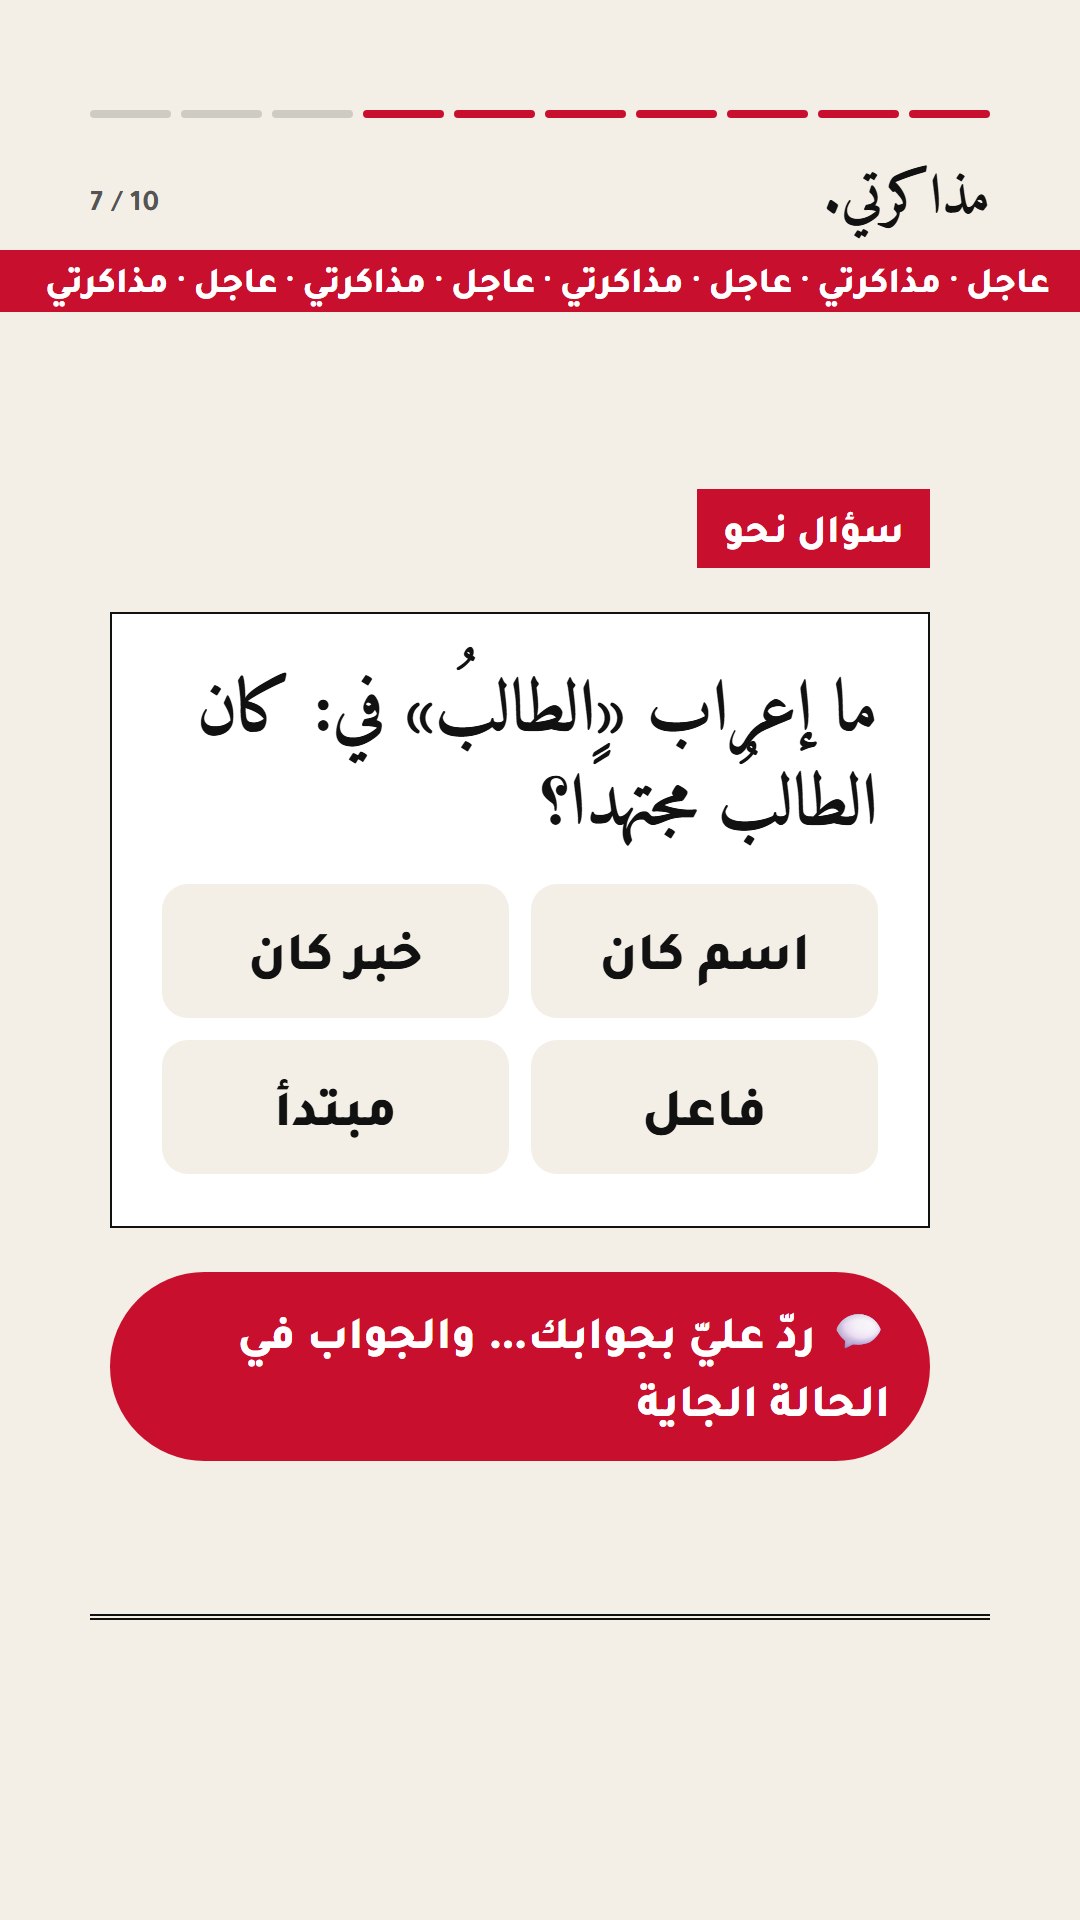 مذاكرتي.
7 / 10
عاجل · مذاكرتي · عاجل · مذاكرتي · عاجل · مذاكرتي · عاجل · مذاكرتي
سؤال نحو
ما إعراب «الطالبُ» في: كان
الطالبُ مجتهدًا؟
اسم كان
خبر كان
فاعل
مبتدأ
💬 ردّ عليّ بجوابك... والجواب في
الحالة الجاية